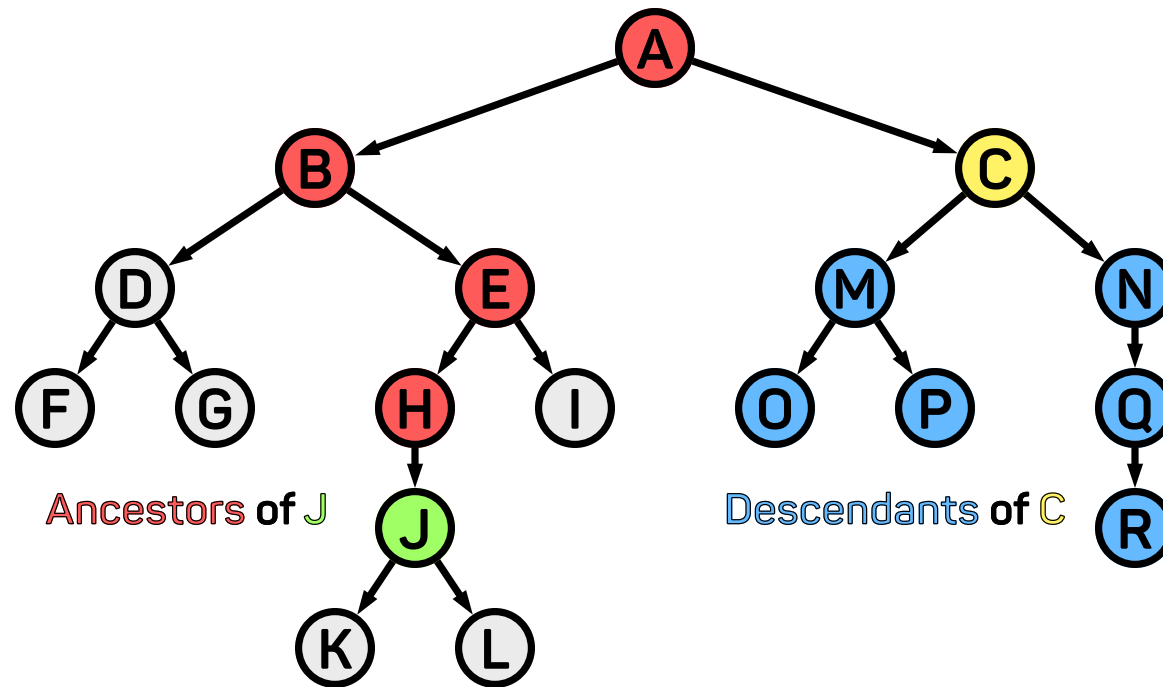 A
B C
D E M N
F G H I O P Q
Ancestors of J J Descendants of C R
K L